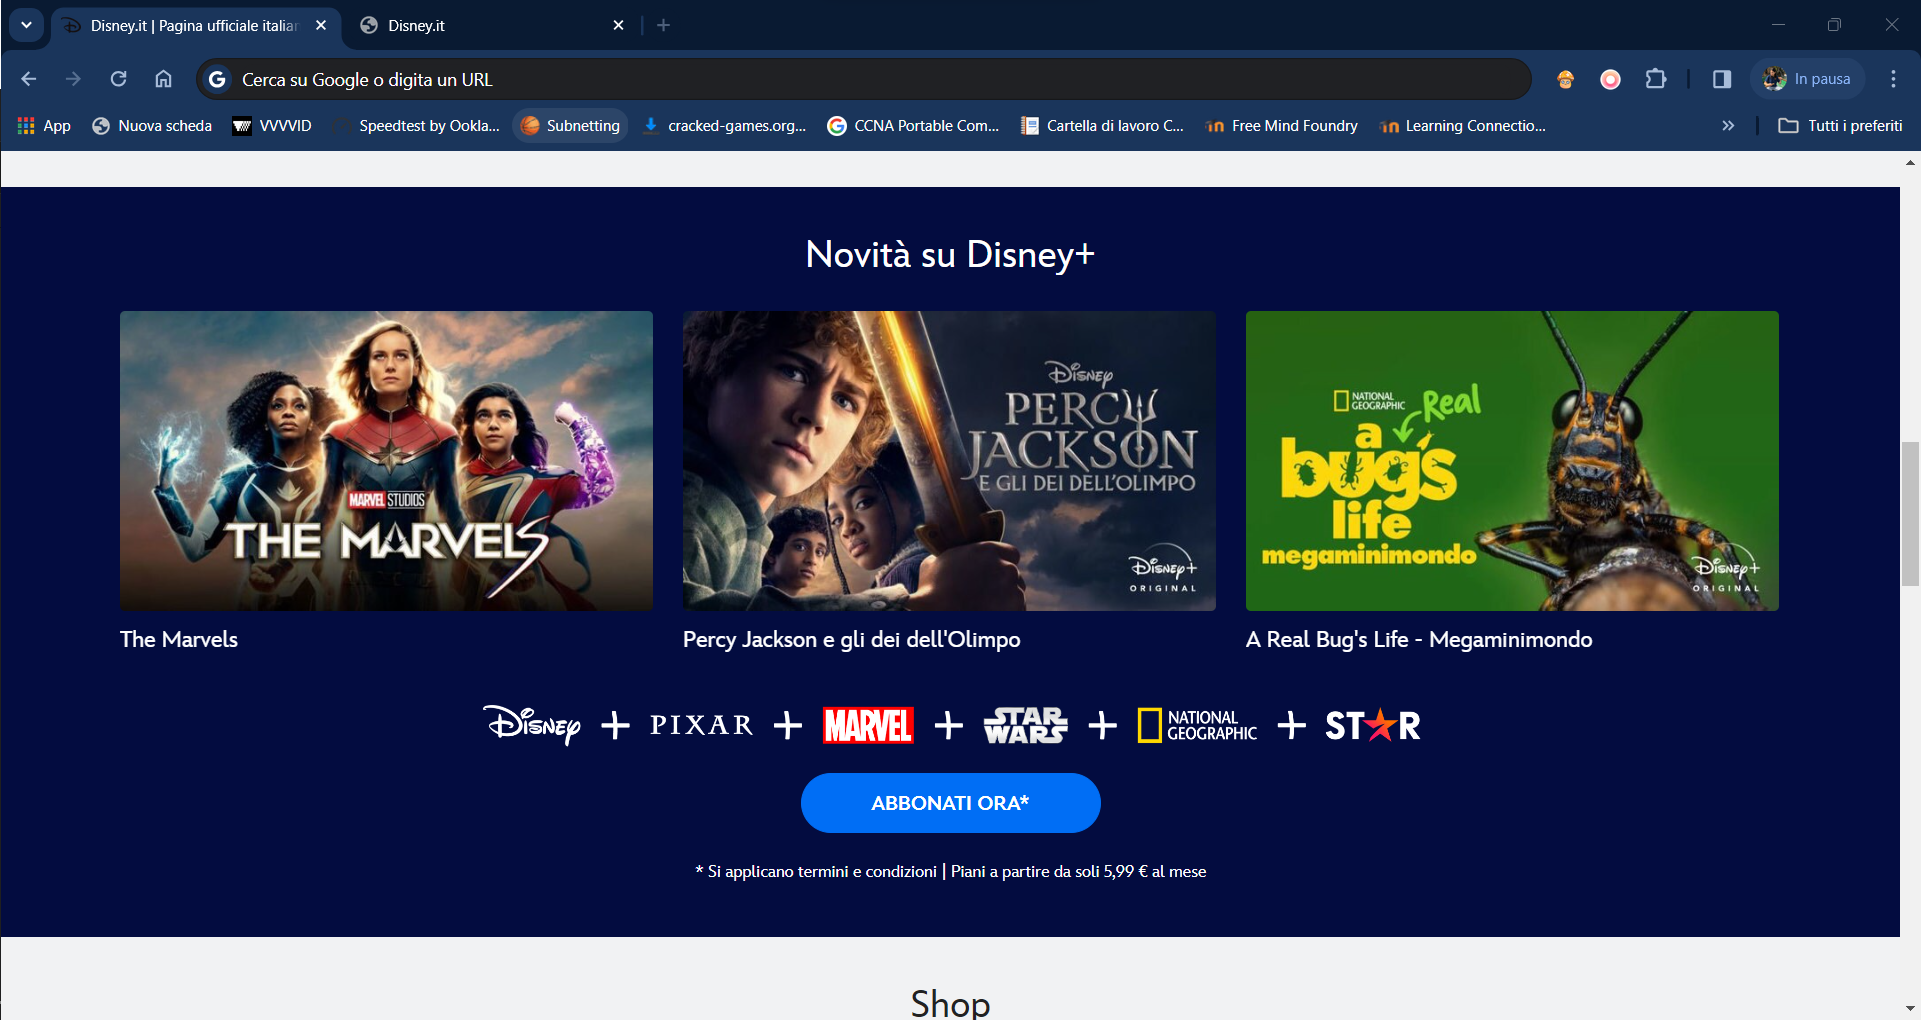 Disney.it | Pagina ufficiale italian
Disney.it
Cerca su Google o digita un URL
In pausa
App
Nuova scheda
VVVVID
Speedtest by Ookla...
Subnetting
cracked-games.org...
CCNA Portable Com...
Cartella di lavoro C...
Free Mind Foundry
Learning Connectio...
Tutti i preferiti
Novità su Disney+
MARVEL STUDIOS
THE MARVELS
Disney
PERCY
JACKSON
E GLI DEI DELL'OLIMPO
Disney+
ORIGINAL
NATIONAL
GEOGRAPHIC
Real
a
bug's
life
megaminimondo
Disney+
ORIGINAL
The Marvels
Percy Jackson e gli dei dell'Olimpo
A Real Bug's Life - Megaminimondo
Disney + PIXAR + MARVEL + STAR WARS + NATIONAL GEOGRAPHIC + STAR
ABBONATI ORA*
* Si applicano termini e condizioni | Piani a partire da soli 5,99 € al mese
Shop